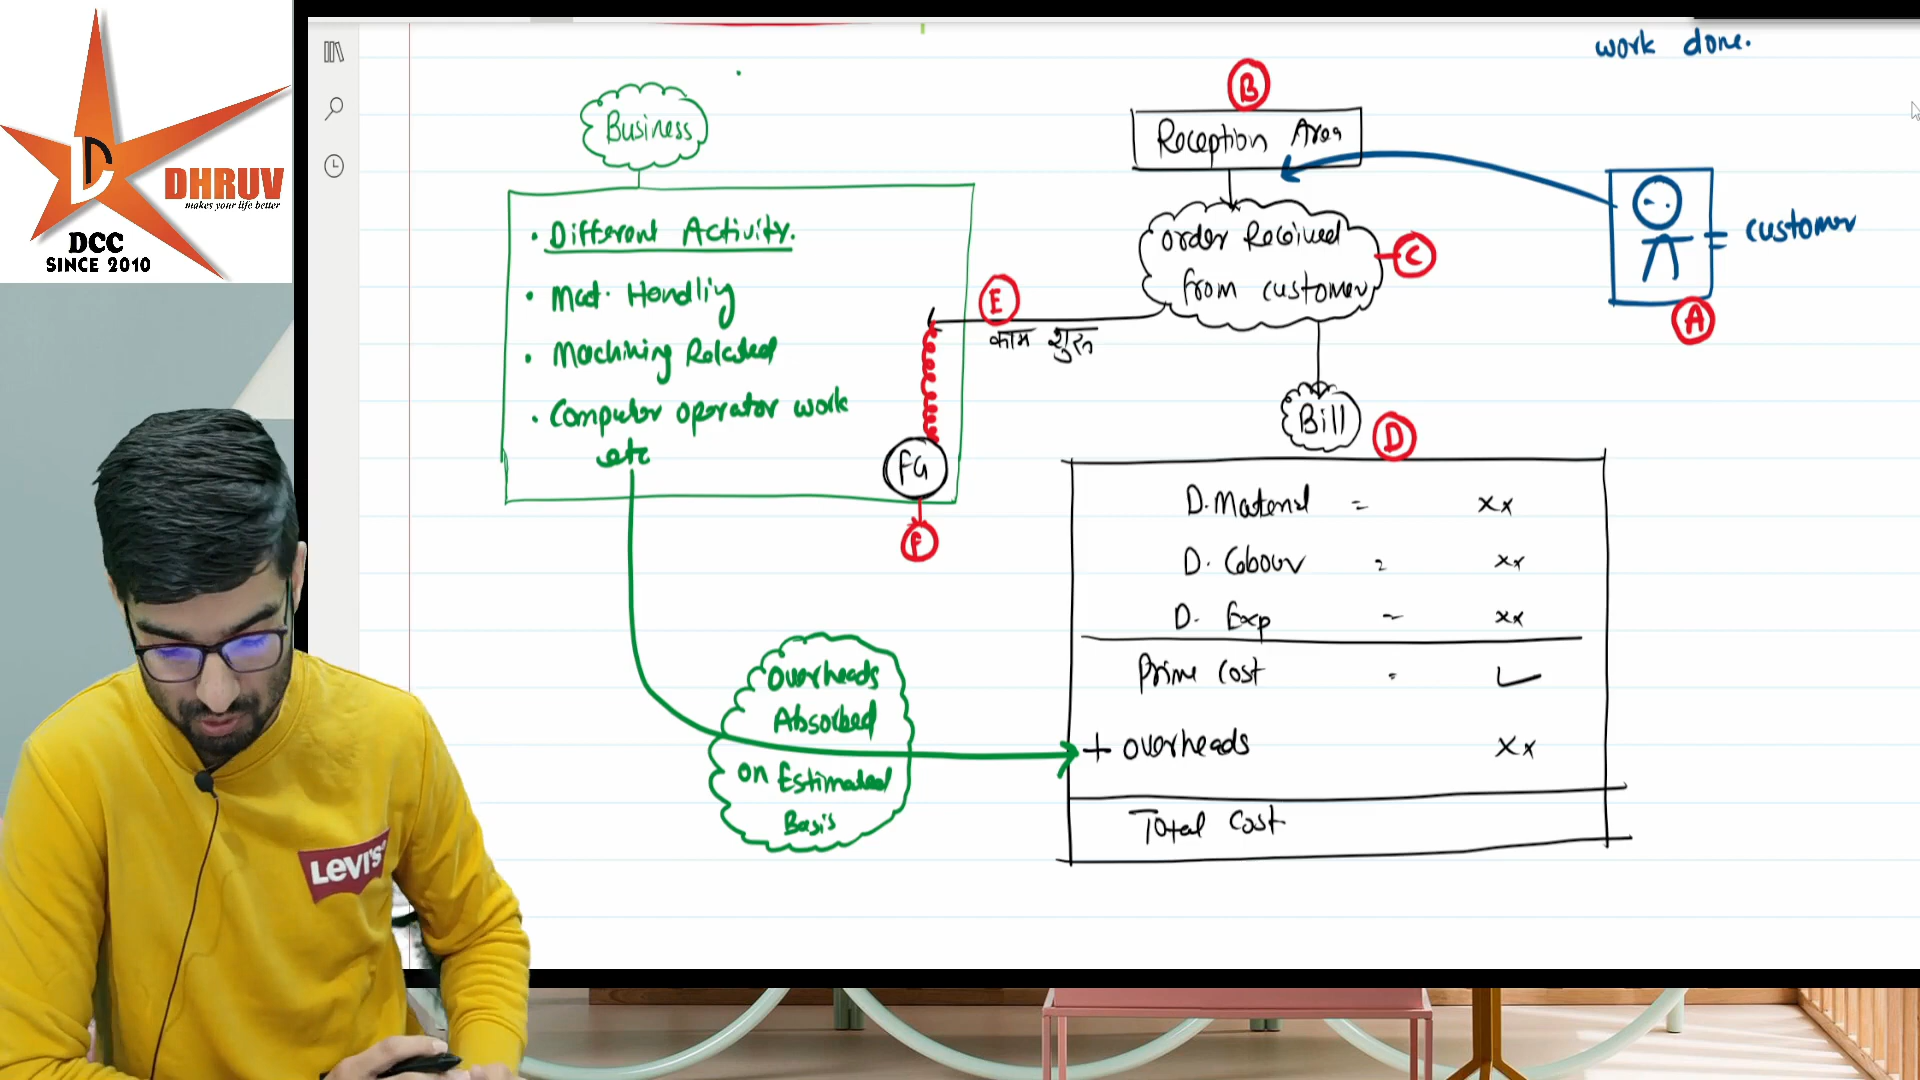 work done.
B
Business
Reception Area
DHRUV
makes your life better
DCC
SINCE 2010
• Different Activity.
order Received
from customer
C
customer
A
• Mat. Handlig
E
काम शुरू
• Machining Related
• Computer operator work
etc
Bill
D
FG
F
D. Material = xx
D. Labour = xx
D. Exp = xx
Prime Cost =
+ overheads xx
Total Cost
Overheads
Absorbed
on Estimated
Basis
LEVI'S